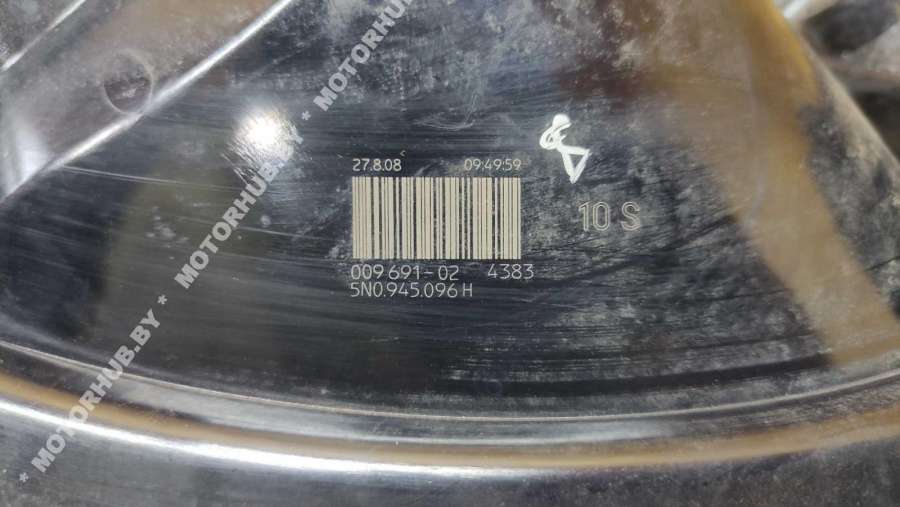 27.8.08 09:49:59
009 691-02 4383
5N0.945.096 H
10 S
* MOTORHUB.BY * MOTORHUB.BY * MOTORHUB